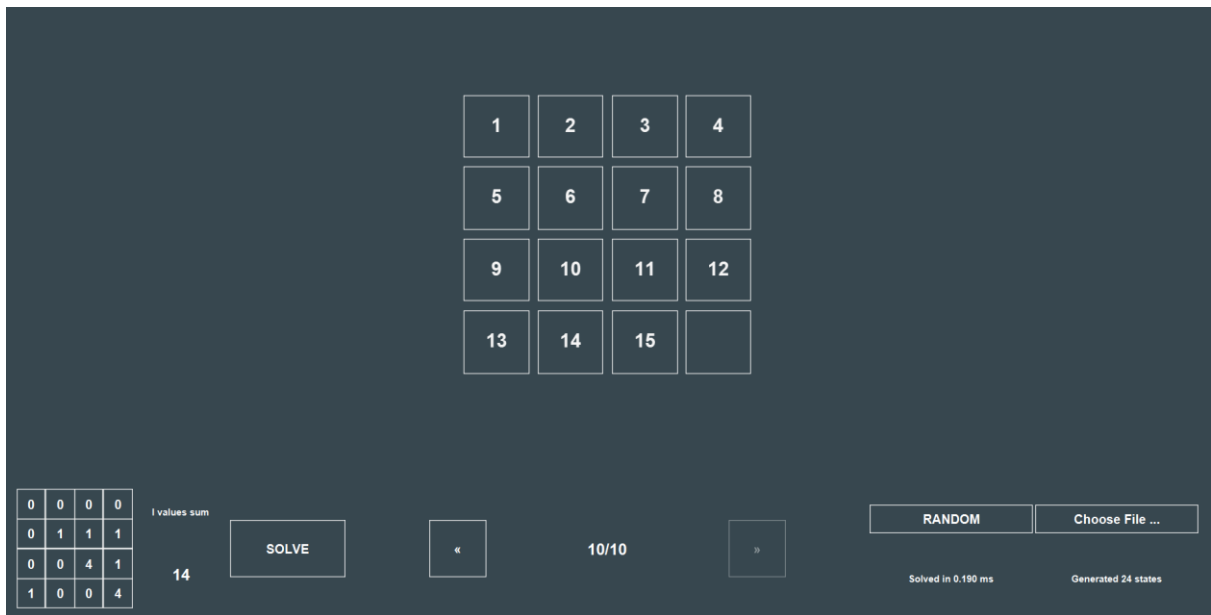 1 2 3 4
5 6 7 8
9 10 11 12
13 14 15
0 0 0 0
0 1 1 1
0 0 4 1
1 0 0 4
I values sum
14
SOLVE
«
10/10
»
RANDOM
Choose File ...
Solved in 0.190 ms
Generated 24 states